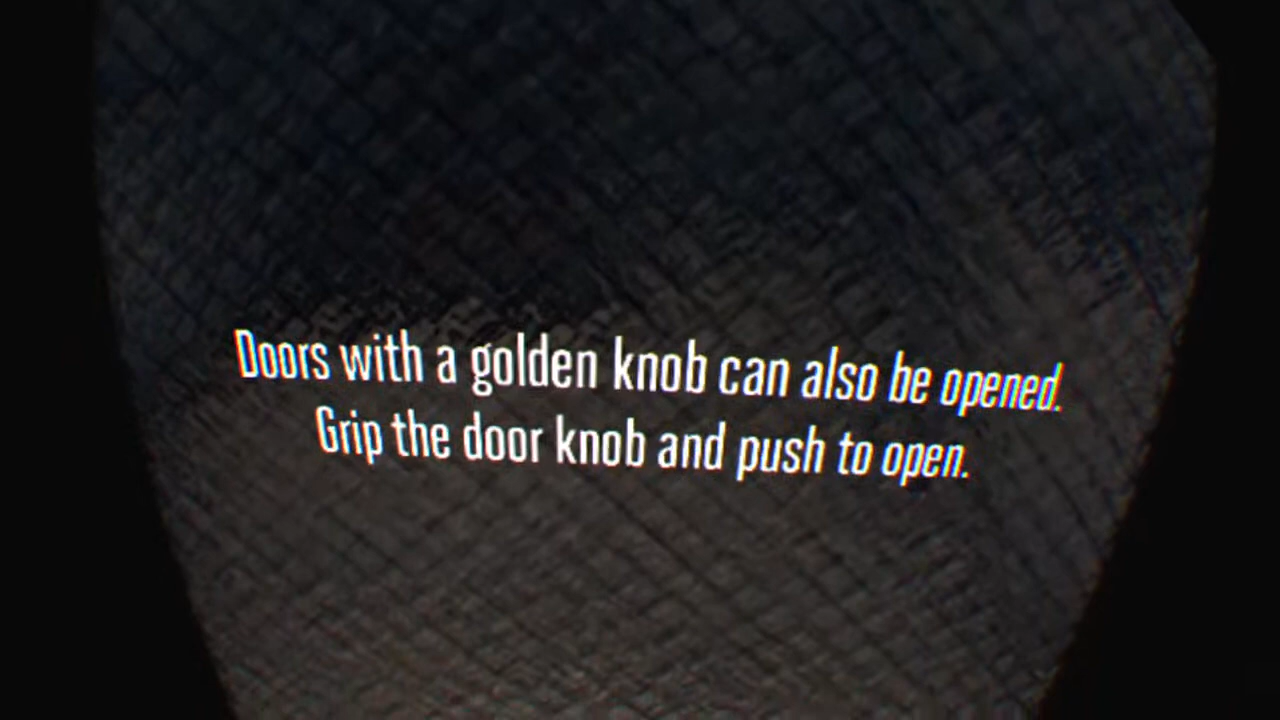 Doors with a golden knob can also be opened.
Grip the door knob and push to open.